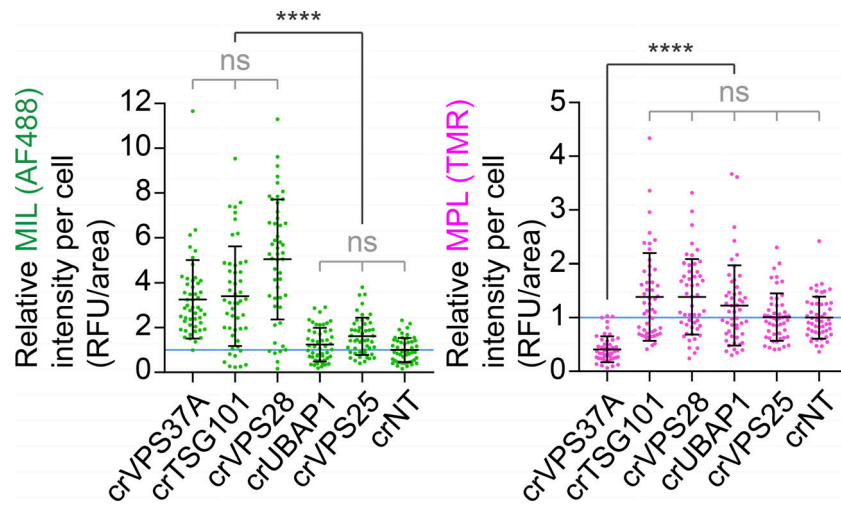 ****
ns
Relative MIL (AF488)
intensity per cell
(RFU/area)
12
10
8
6
4
2
0
ns
crVPS37A
crTSG101
crVPS28
crUBAP1
crVPS25
crNT
****
ns
Relative MPL (TMR)
intensity per cell
(RFU/area)
5
4
3
2
1
0
crVPS37A
crTSG101
crVPS28
crUBAP1
crVPS25
crNT